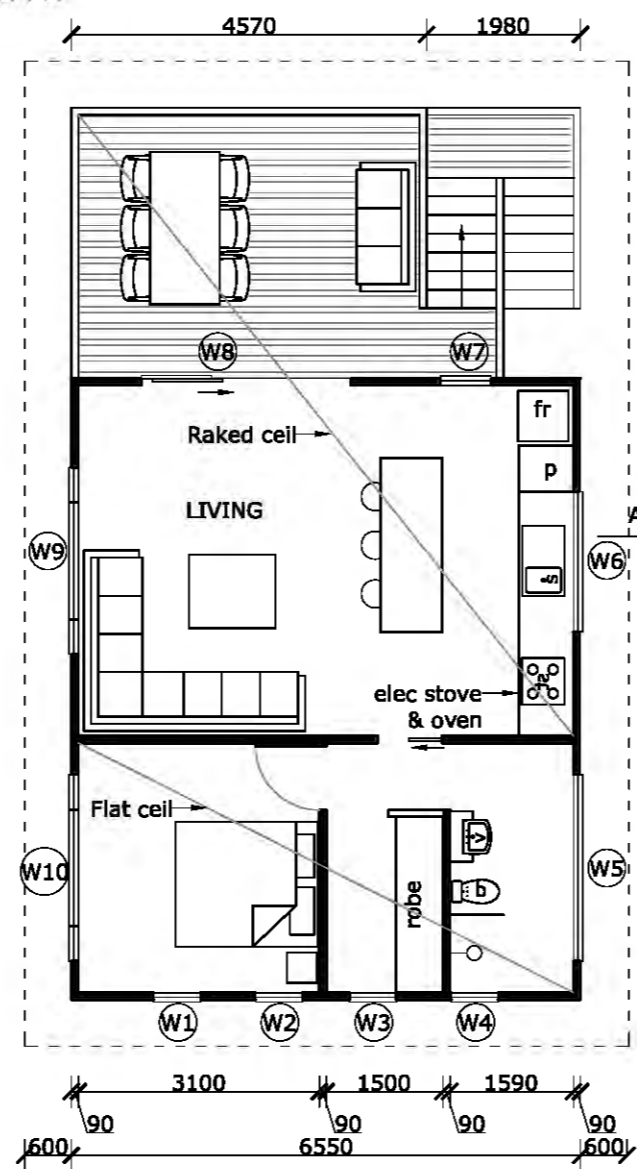 4570 1980
W8 W7
fr
Raked ceil
p
LIVING
A
W9 W6
s
elec stove
& oven
st
Flat ceil
W10 W5
v
b
robe
W1 W2 W3 W4
3100 1500 1590
90 90 90 90
600 6550 600